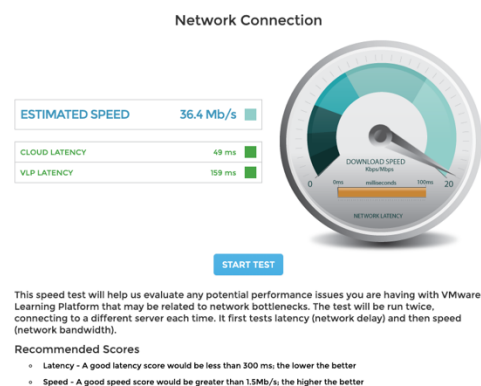 Network Connection
ESTIMATED SPEED 36.4 Mb/s
CLOUD LATENCY 49 ms
VLP LATENCY 159 ms
DOWNLOAD SPEED
Kbps/Mbps
0 20
0ms milliseconds 100ms
NETWORK LATENCY
START TEST
This speed test will help us evaluate any potential performance issues you are having with VMware
Learning Platform that may be related to network bottlenecks. The test will be run twice,
connecting to a different server each time. It first tests latency (network delay) and then speed
(network bandwidth).
Recommended Scores
Latency - A good latency score would be less than 300 ms; the lower the better
Speed - A good speed score would be greater than 1.5Mb/s; the higher the better